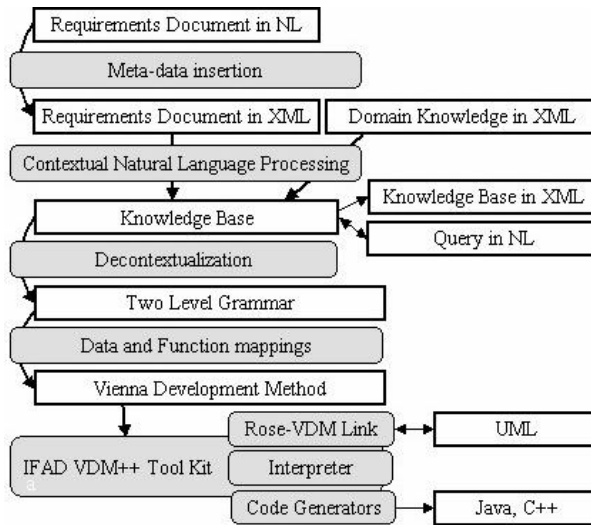 Requirements Document in NL
Meta-data insertion
Requirements Document in XML
Domain Knowledge in XML
Contextual Natural Language Processing
Knowledge Base
Knowledge Base in XML
Query in NL
Decontextualization
Two Level Grammar
Data and Function mappings
Vienna Development Method
Rose-VDM Link
UML
IFAD VDM++ Tool Kit
Interpreter
a
Code Generators
Java, C++